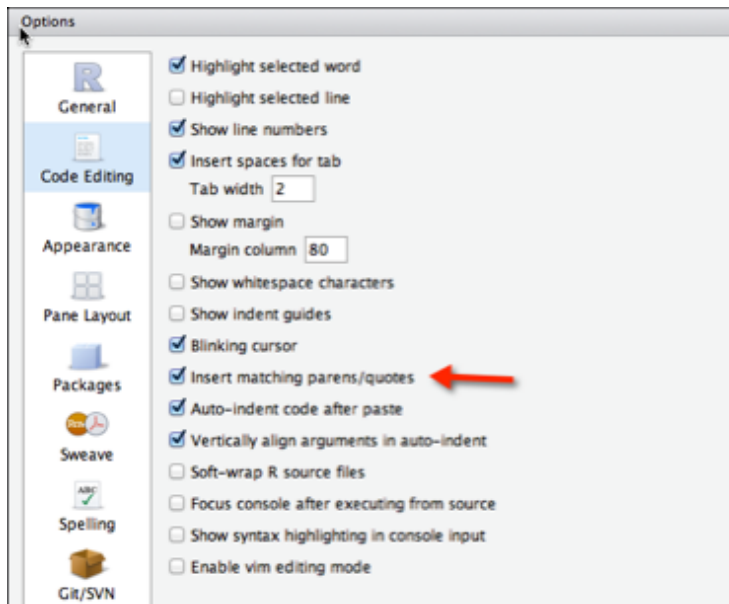 Options
General
Code Editing
Appearance
Pane Layout
Packages
Sweave
Spelling
Git/SVN
Highlight selected word
Highlight selected line
Show line numbers
Insert spaces for tab
Tab width 2
Show margin
Margin column 80
Show whitespace characters
Show indent guides
Blinking cursor
Insert matching parens/quotes
Auto-indent code after paste
Vertically align arguments in auto-indent
Soft-wrap R source files
Focus console after executing from source
Show syntax highlighting in console input
Enable vim editing mode